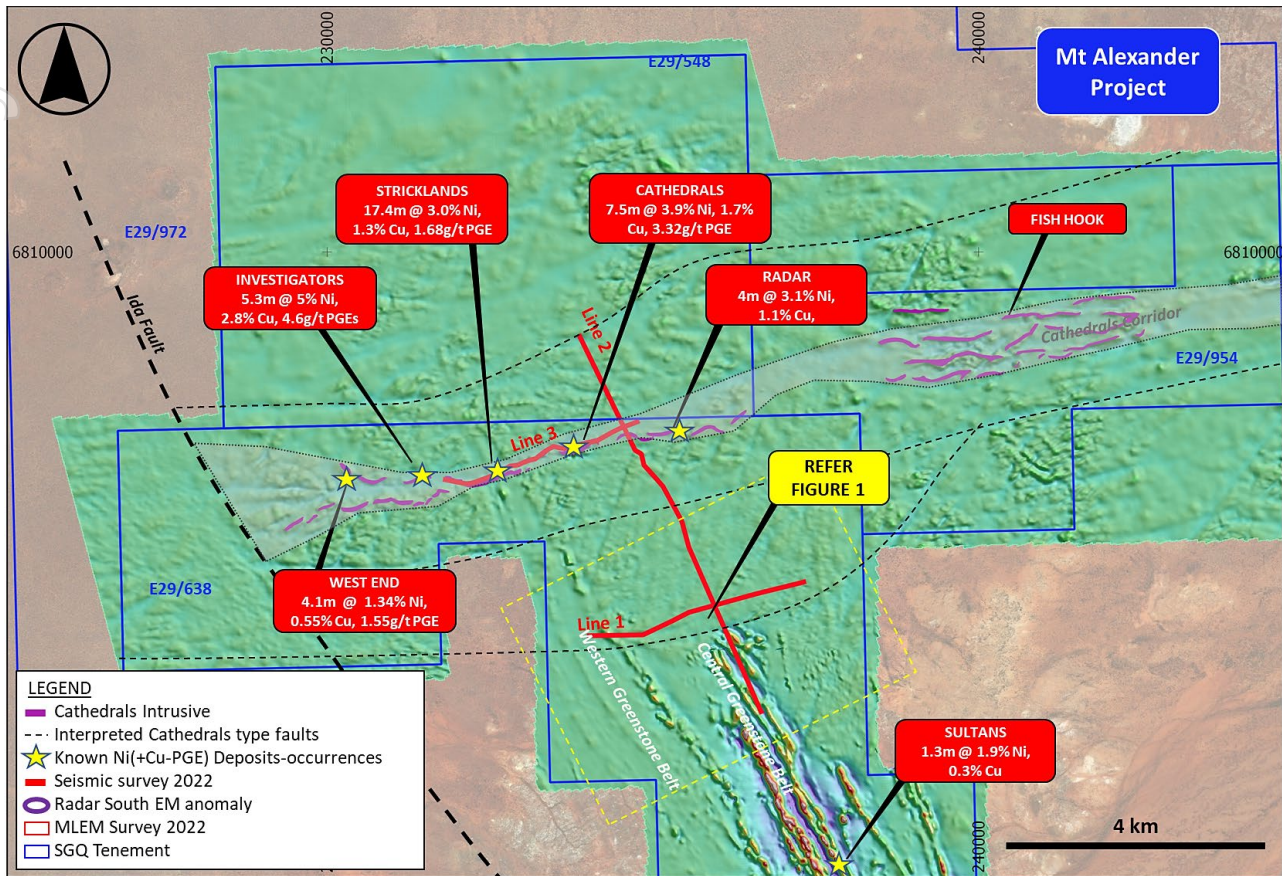 Mt Alexander
Project
230000
240000
E29/548
STRICKLANDS
17.4m @ 3.0% Ni,
1.3% Cu, 1.68g/t PGE
CATHEDRALS
7.5m @ 3.9% Ni, 1.7%
Cu, 3.32g/t PGE
FISH HOOK
E29/972
6810000
6810000
INVESTIGATORS
5.3m @ 5% Ni,
2.8% Cu, 4.6g/t PGEs
RADAR
4m @ 3.1% Ni,
1.1% Cu,
Ida Fault
Line 2
Cathedrals Corridor
E29/954
Line 3
REFER
FIGURE 1
E29/638
WEST END
4.1m @ 1.34% Ni,
0.55% Cu, 1.55g/t PGE
Line 1
Western Greenstone Belt
Central Greenstone Belt
SULTANS
1.3m @ 1.9% Ni,
0.3% Cu
LEGEND
Cathedrals Intrusive
Interpreted Cathedrals type faults
Known Ni(+Cu-PGE) Deposits-occurrences
Seismic survey 2022
Radar South EM anomaly
MLEM Survey 2022
SGQ Tenement
240000
4 km